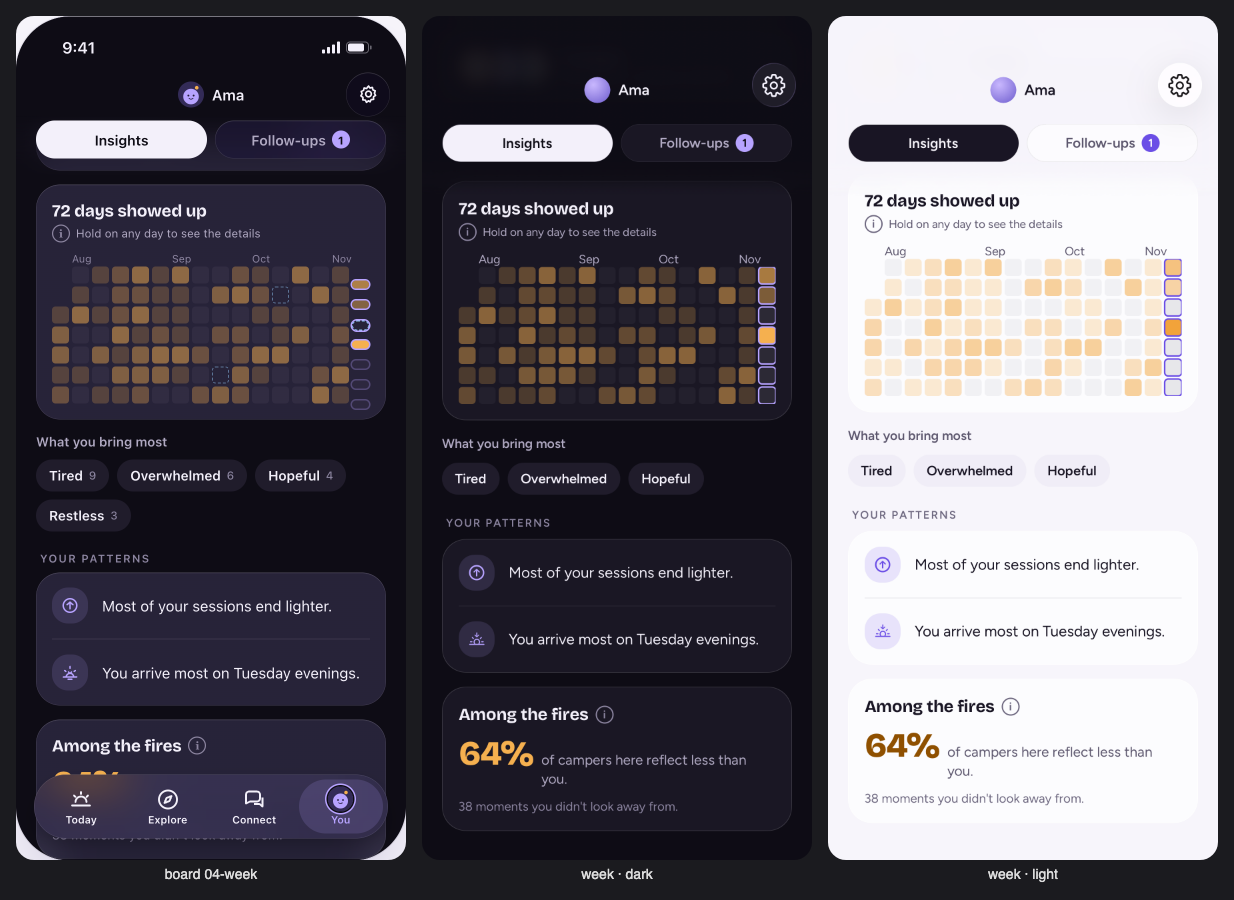 9:41
Ama
Insights
Follow-ups 1
72 days showed up
Hold on any day to see the details
Aug Sep Oct Nov
What you bring most
Tired 9 Overwhelmed 6 Hopeful 4
Restless 3
YOUR PATTERNS
Most of your sessions end lighter.
You arrive most on Tuesday evenings.
Among the fires
Today Explore Connect You
board 04-week
Ama
Insights
Follow-ups 1
72 days showed up
Hold on any day to see the details
Aug Sep Oct Nov
What you bring most
Tired Overwhelmed Hopeful
YOUR PATTERNS
Most of your sessions end lighter.
You arrive most on Tuesday evenings.
Among the fires
64% of campers here reflect less than
you.
38 moments you didn't look away from.
week · dark
Ama
Insights
Follow-ups 1
72 days showed up
Hold on any day to see the details
Aug Sep Oct Nov
What you bring most
Tired Overwhelmed Hopeful
YOUR PATTERNS
Most of your sessions end lighter.
You arrive most on Tuesday evenings.
Among the fires
64% of campers here reflect less than
you.
38 moments you didn't look away from.
week · light